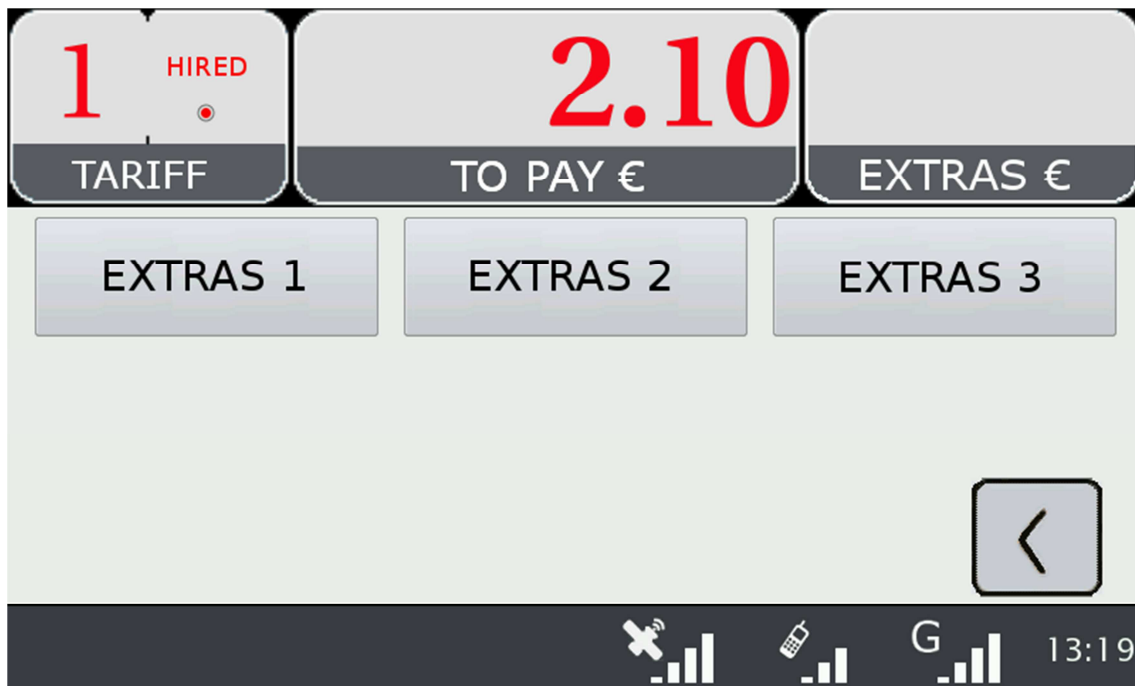 1 HIRED 2.10
TARIFF TO PAY € EXTRAS €
EXTRAS 1 EXTRAS 2 EXTRAS 3
G 13:19